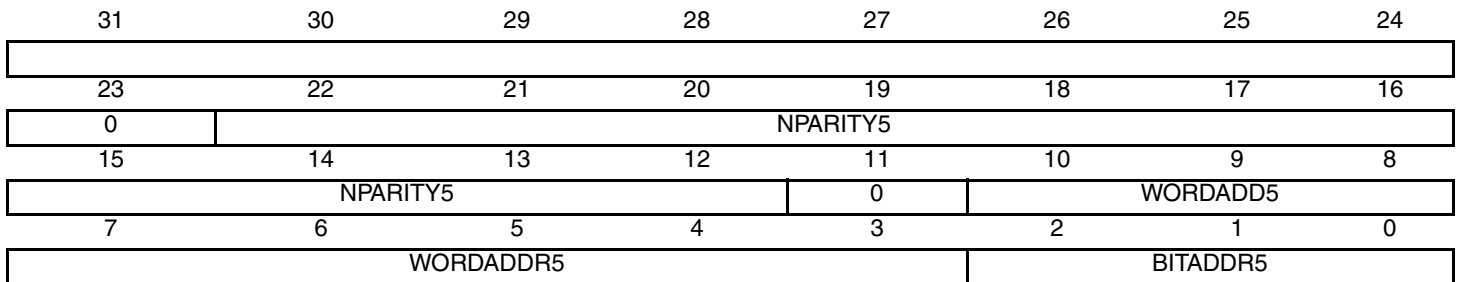 31 30 29 28 27 26 25 24
23 22 21 20 19 18 17 16
0 NPARITY5
15 14 13 12 11 10 9 8
NPARITY5 0 WORDADD5
7 6 5 4 3 2 1 0
WORDADDR5 BITADDR5